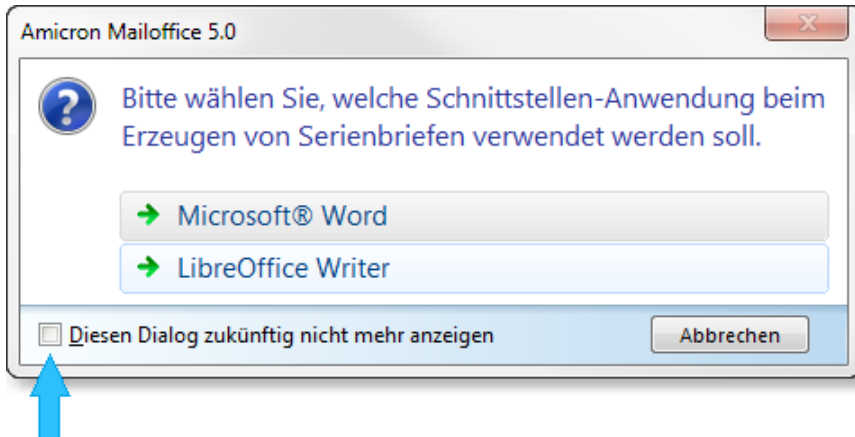 Amicron Mailoffice 5.0
Bitte wählen Sie, welche Schnittstellen-Anwendung beim
Erzeugen von Serienbriefen verwendet werden soll.
Microsoft® Word
LibreOffice Writer
Diesen Dialog zukünftig nicht mehr anzeigen
Abbrechen